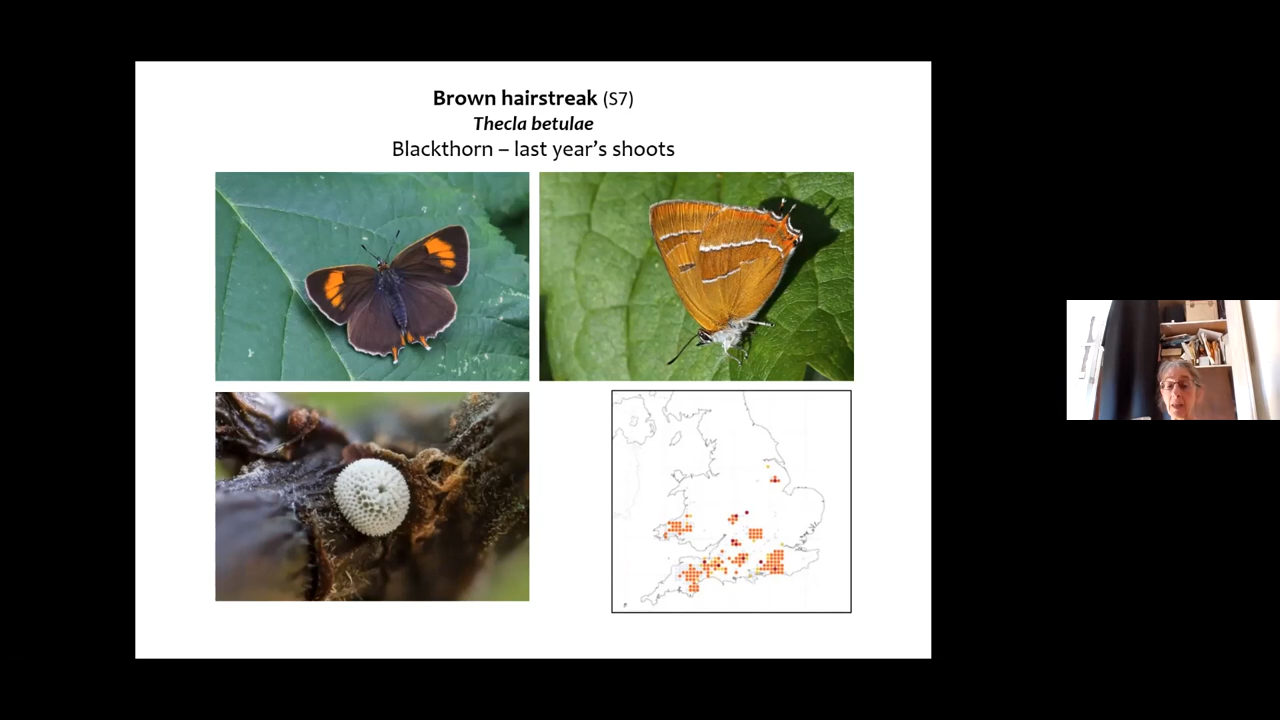 Brown hairstreak (S7)
Thecla betulae
Blackthorn – last year’s shoots